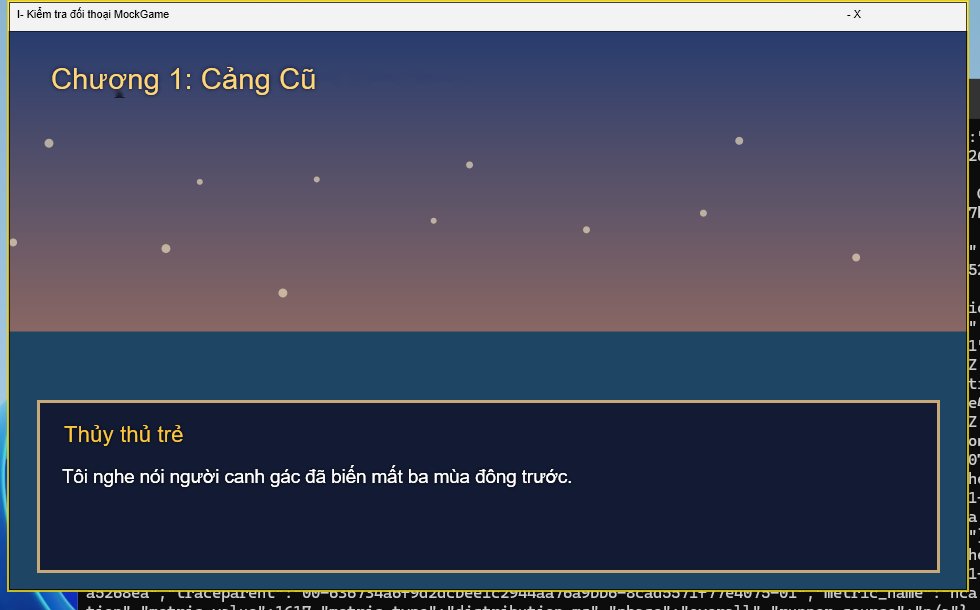 I- Kiểm tra đối thoại MockGame - X
Chương 1: Cảng Cũ
Thủy thủ trẻ
Tôi nghe nói người canh gác đã biến mất ba mùa đông trước.